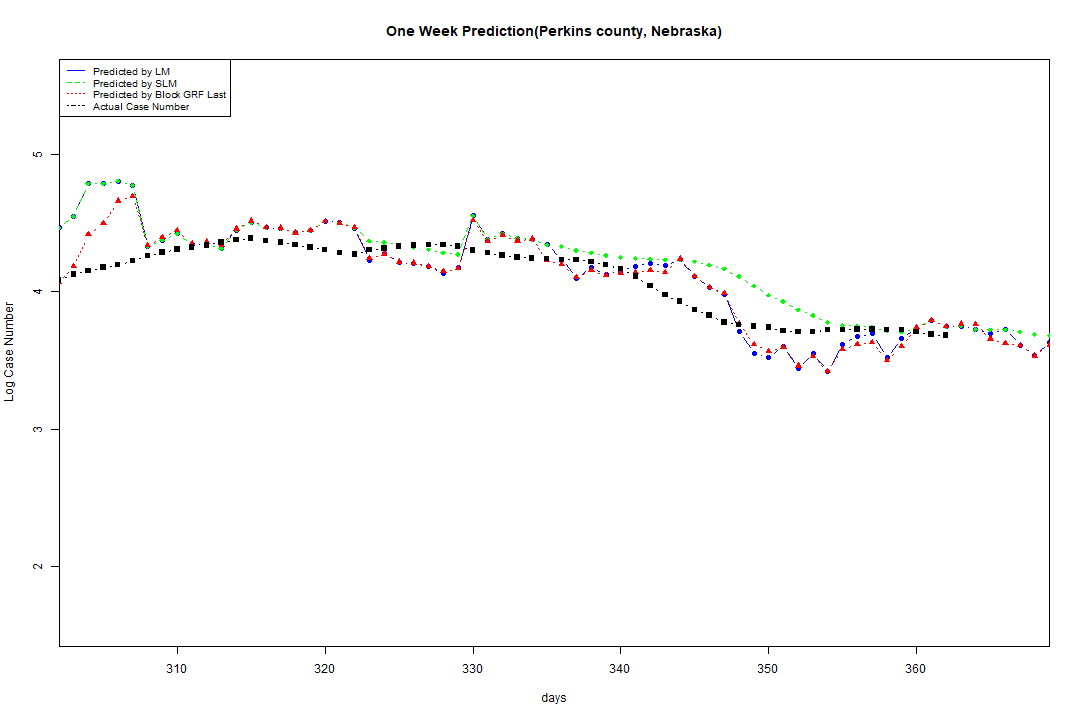 One Week Prediction(Perkins county, Nebraska)
Predicted by LM
Predicted by SLM
Predicted by Block GRF Last
Actual Case Number
5
4
3
2
Log Case Number
310 320 330 340 350 360
days